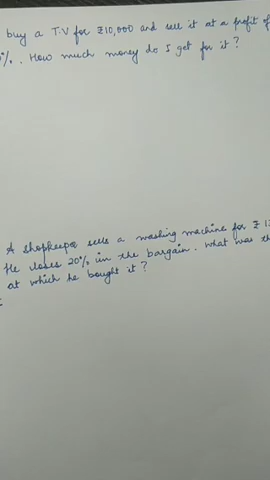 buy a T.V for ₹10,000 and sell it at a profit of
%. How much money do I get for it?
A shopkeeper sells a washing machine for ₹
He loses 20% in the bargain. What was
at which he bought it?